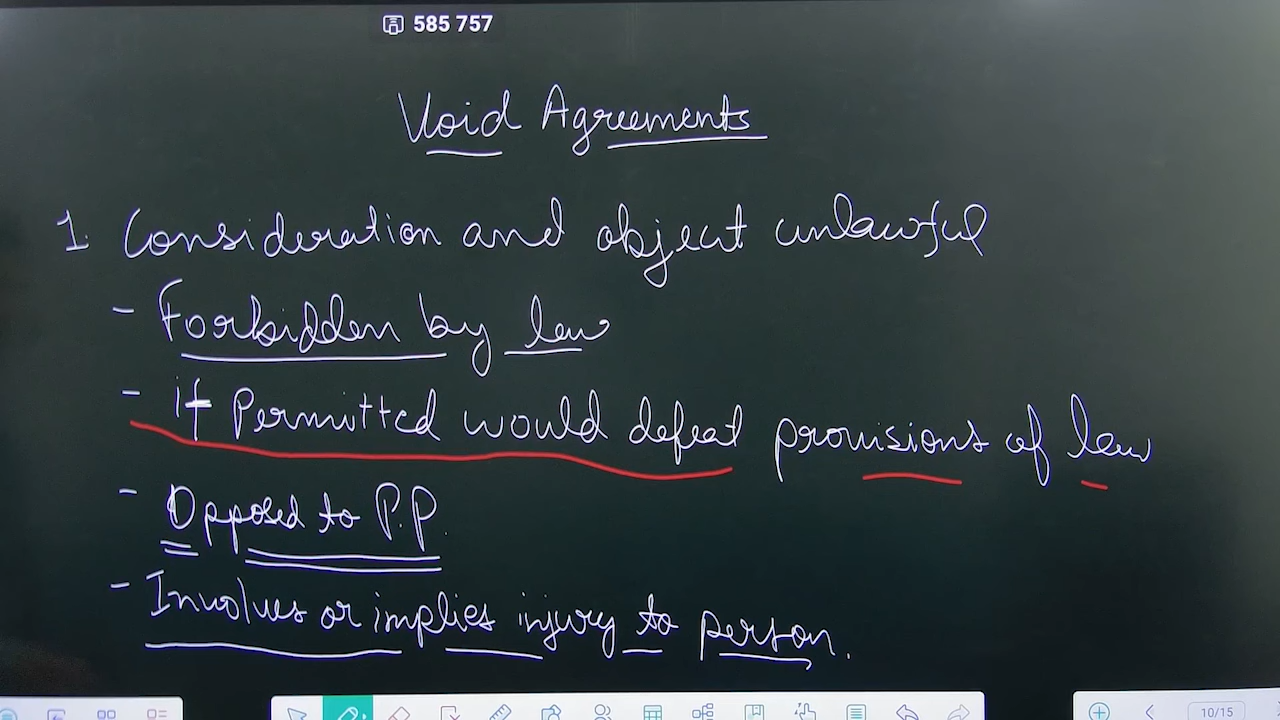 585 757
Void Agreements
1. Consideration and object unlawful
- Forbidden by law
- if Permitted would defeat provisions of law
- Opposed to P.P.
- Involves or implies injury to person.
10/15